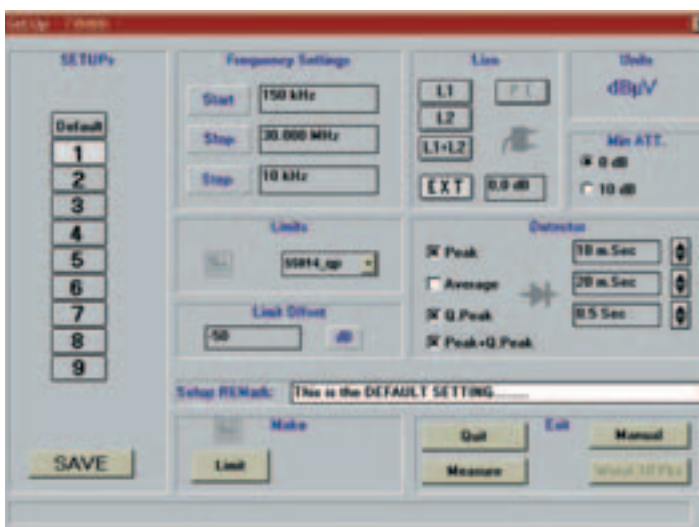 SETUPs
Default
1
2
3
4
5
6
7
8
9
SAVE
Frequency Settings
Start 150 kHz
Stop 30.000 MHz
Step 10 kHz
Lisn
L1
L2
L1+L2
EXT 0.0 dB
Units
dBµV
Min ATT.
0 dB
10 dB
Limits
55014_qp
Limit Offset
-50 dB
Detector
Peak 10 m.Sec
Average 20 m.Sec
Q.Peak 0.5 Sec
Peak+Q.Peak
Setup REMark: This is the DEFAULT SETTING........
Make
Limit
Exit
Quit Manual
Measure